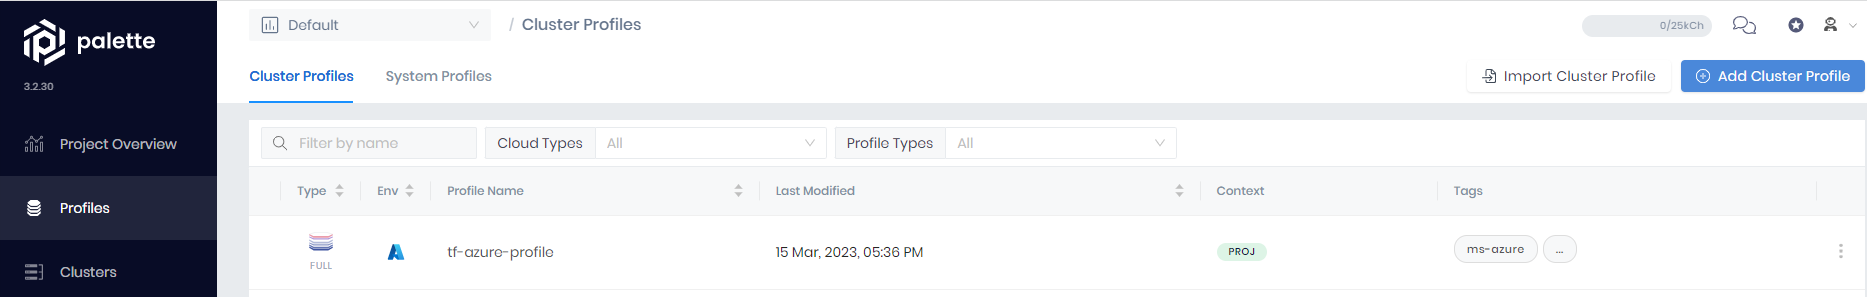 palette
3.2.30
Project Overview
Profiles
Clusters
Default / Cluster Profiles
0/25kCh
Cluster Profiles System Profiles
Import Cluster Profile Add Cluster Profile
Filter by name Cloud Types All Profile Types All
Type Env Profile Name Last Modified Context Tags
FULL tf-azure-profile 15 Mar, 2023, 05:36 PM PROJ ms-azure ...